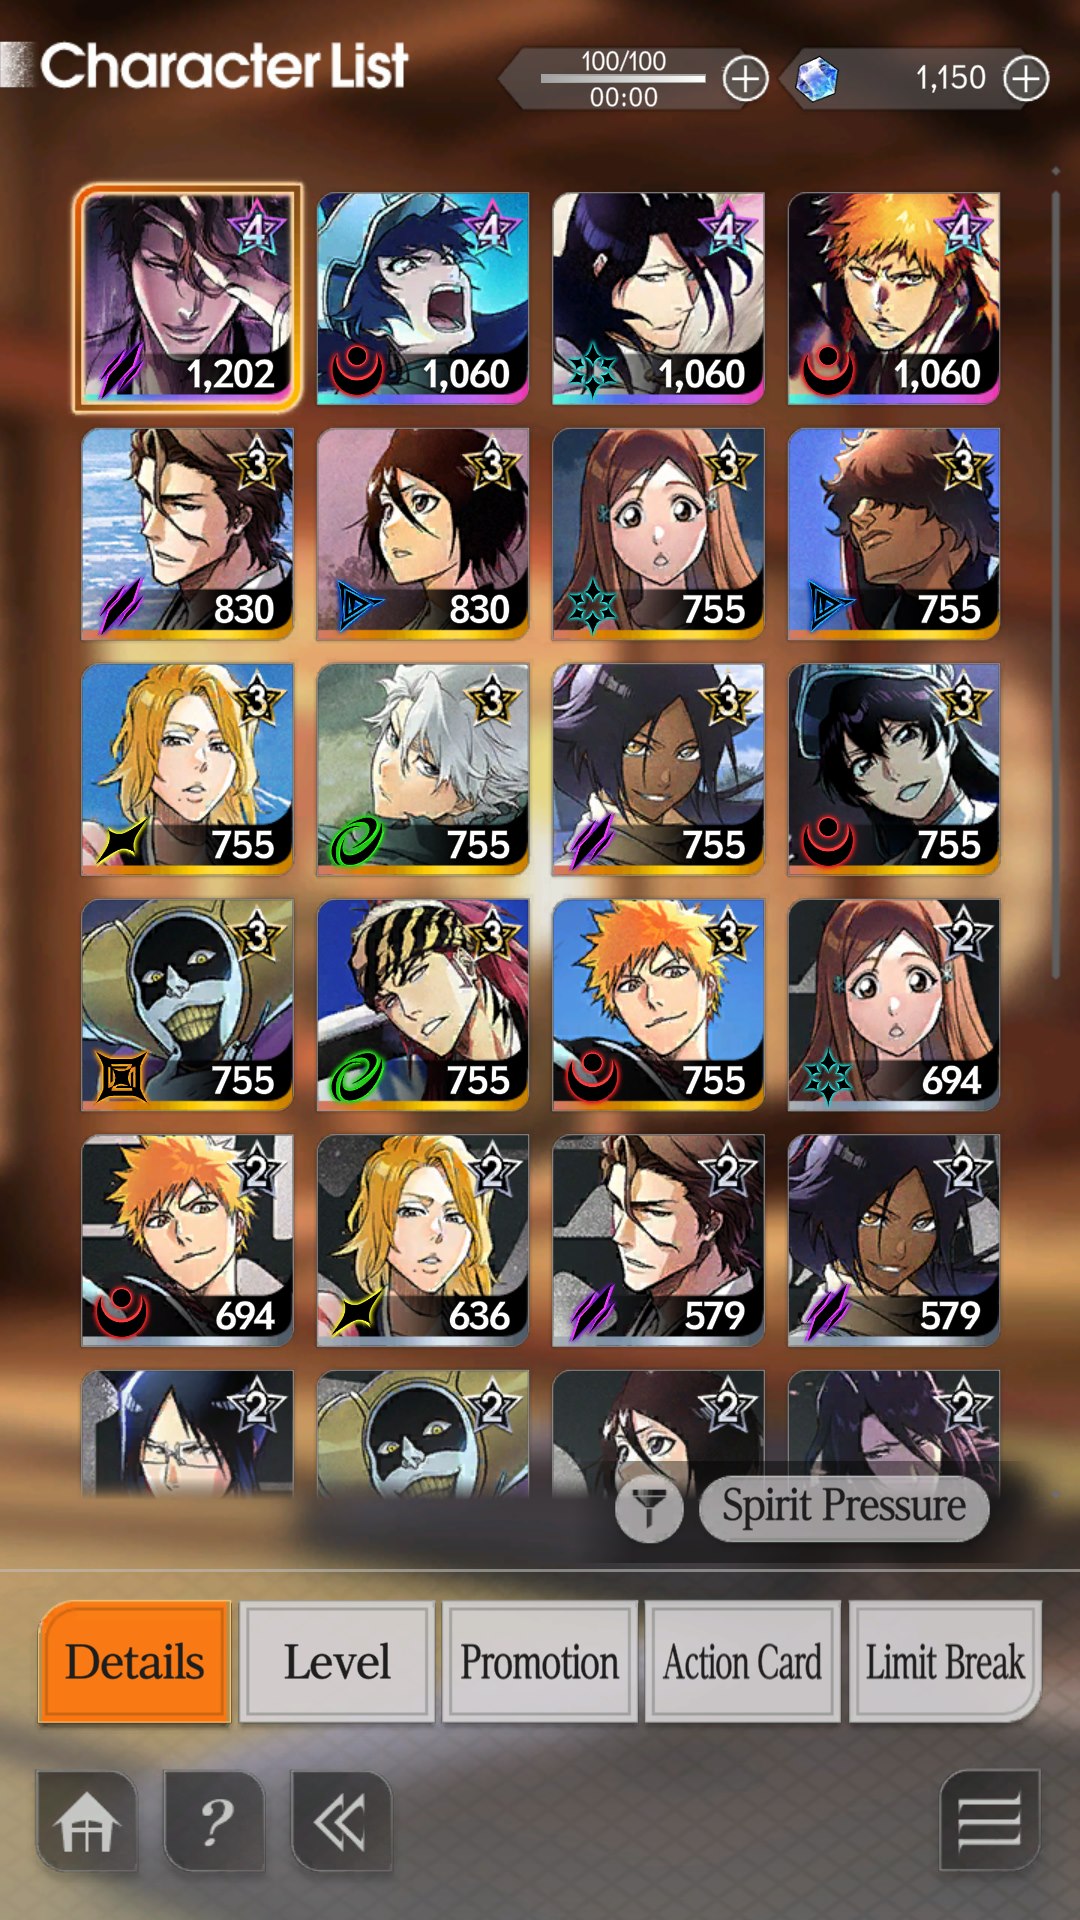 Character List
100/100
00:00
1,150
4 4 4 4
1,202 1,060 1,060 1,060
3 3 3 3
830 830 755 755
3 3 3 3
755 755 755 755
3 3 3 2
755 755 755 694
2 2 2 2
694 636 579 579
2 2 2 2
Spirit Pressure
Details Level Promotion Action Card Limit Break
?